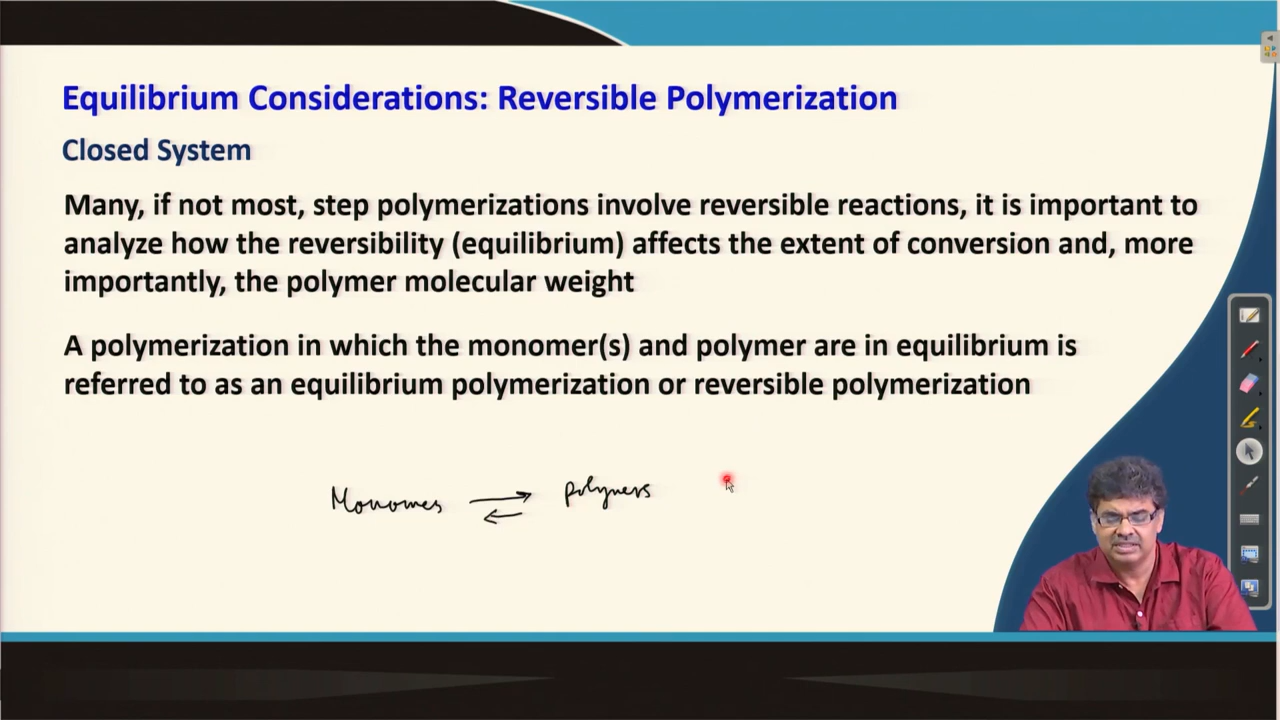 Equilibrium Considerations: Reversible Polymerization
Closed System
Many, if not most, step polymerizations involve reversible reactions, it is important to
analyze how the reversibility (equilibrium) affects the extent of conversion and, more
importantly, the polymer molecular weight
A polymerization in which the monomer(s) and polymer are in equilibrium is
referred to as an equilibrium polymerization or reversible polymerization
Monomers ⇌ polymers